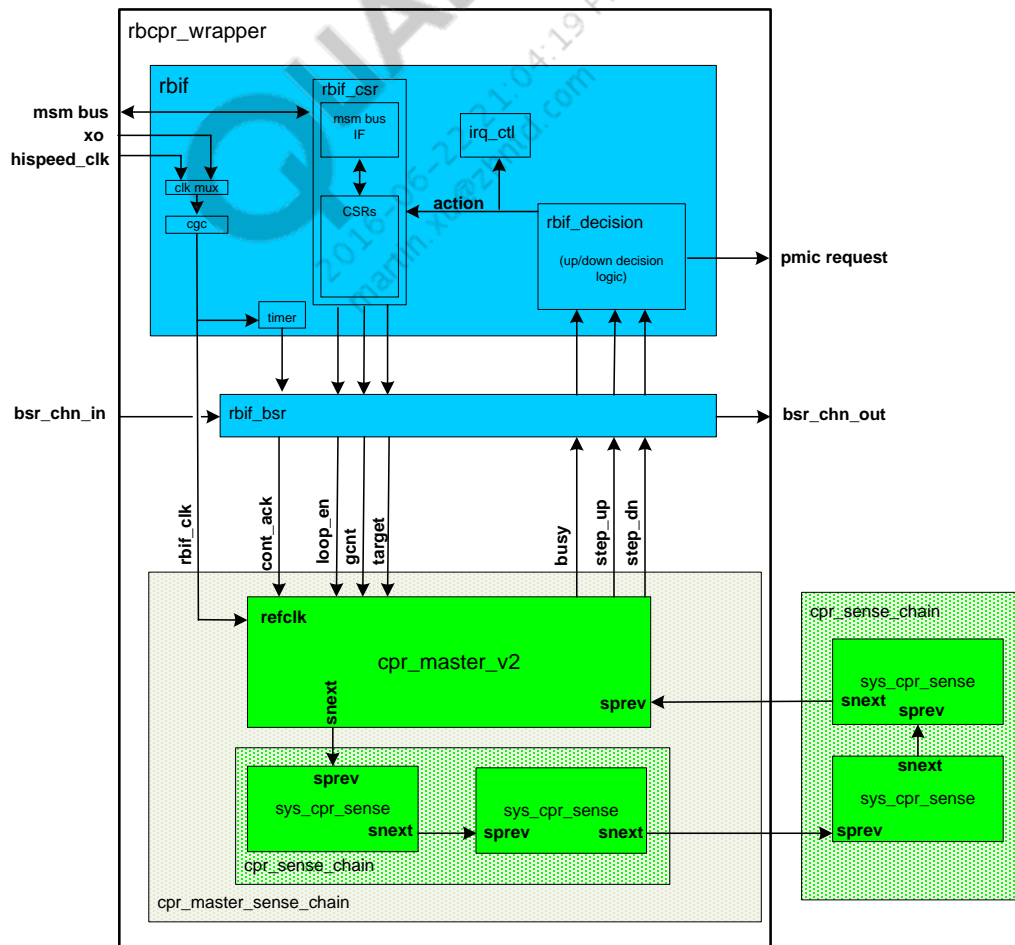 rbcpr_wrapper
rbif
rbif_csr
msm bus
IF
irq_ctl
msm bus
xo
hispeed_clk
clk mux
cgc
CSRs
action
rbif_decision
(up/down decision
logic)
pmic request
timer
bsr_chn_in
rbif_bsr
bsr_chn_out
rbif_clk
cont_ack
loop_en
gcnt
target
busy
step_up
step_dn
refclk
cpr_master_v2
snext
sprev
cpr_sense_chain
sys_cpr_sense
snext
sprev
snext
sys_cpr_sense
sprev
sprev
sys_cpr_sense
snext
sys_cpr_sense
sprev
snext
cpr_sense_chain
cpr_master_sense_chain